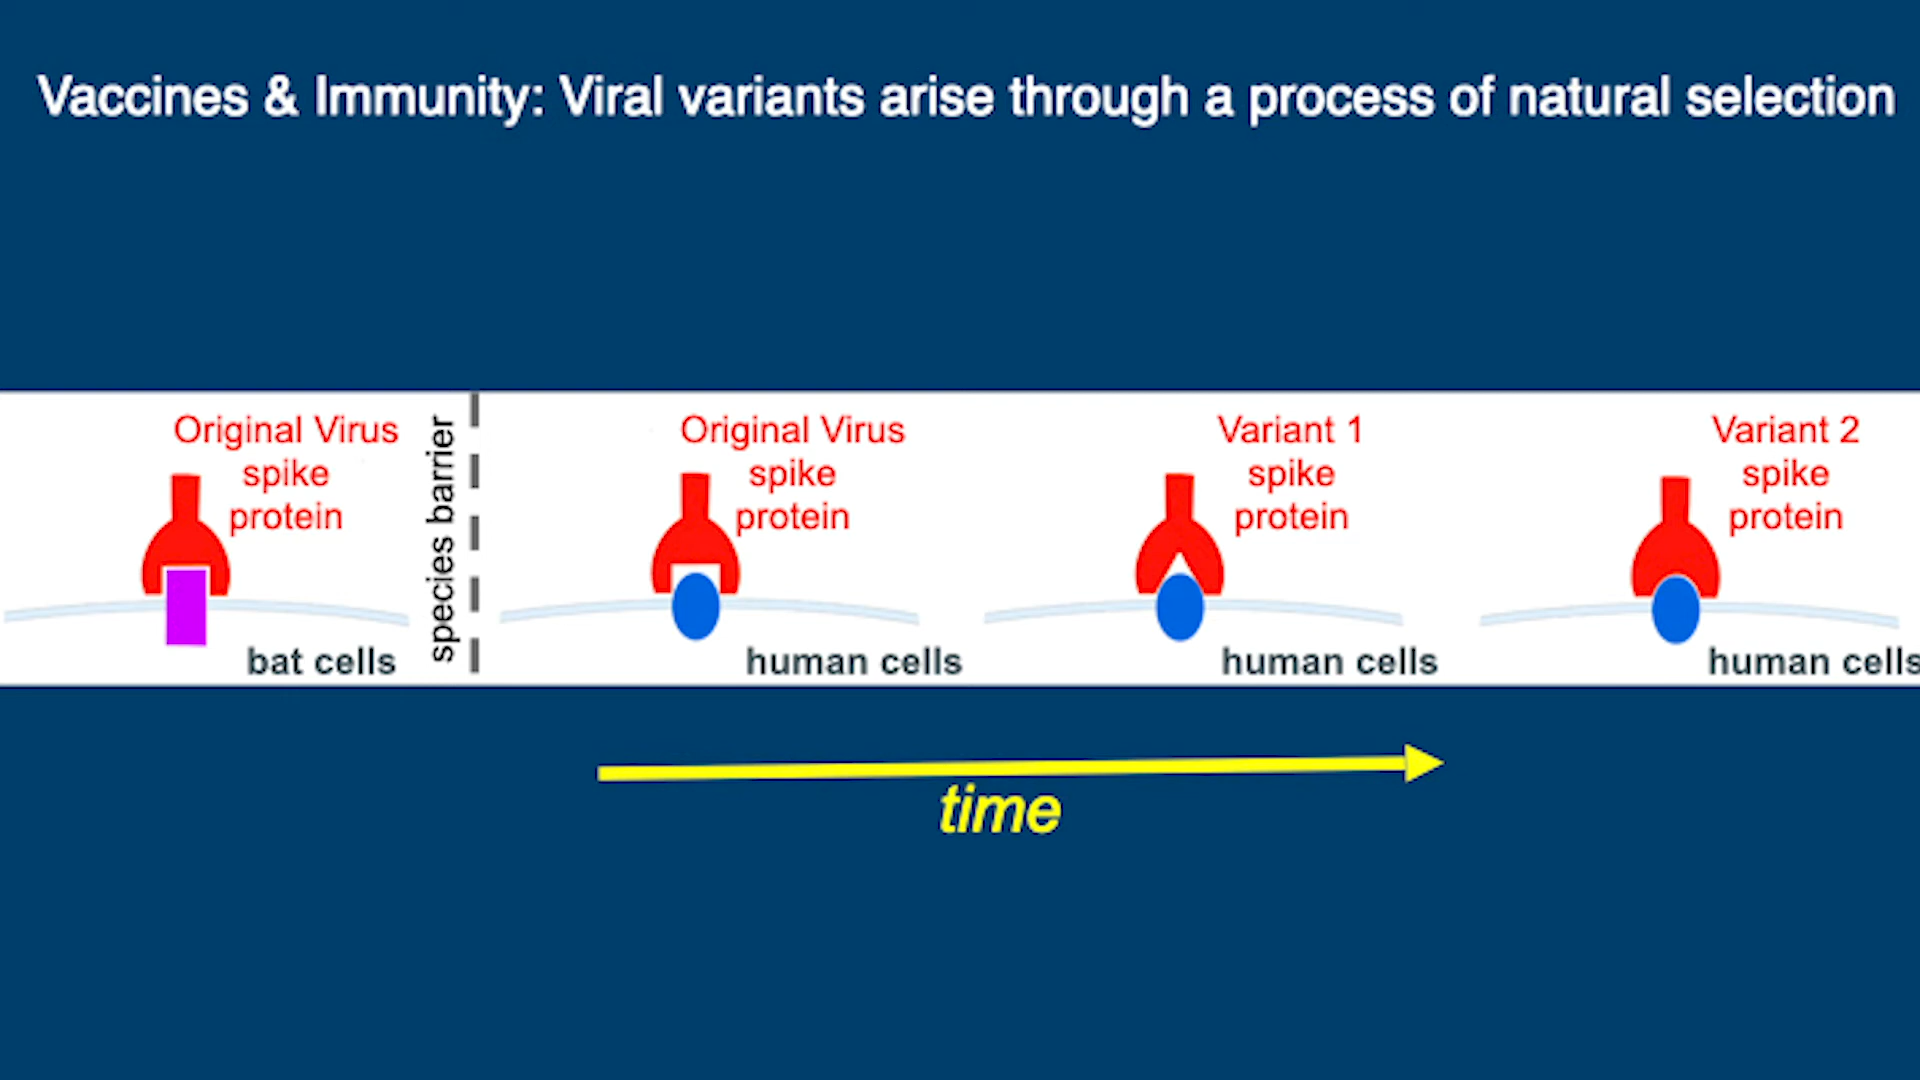 Vaccines & Immunity: Viral variants arise through a process of natural selection
Original Virus
spike
protein
bat cells
species barrier
Original Virus
spike
protein
human cells
Variant 1
spike
protein
human cells
Variant 2
spike
protein
human cells
time